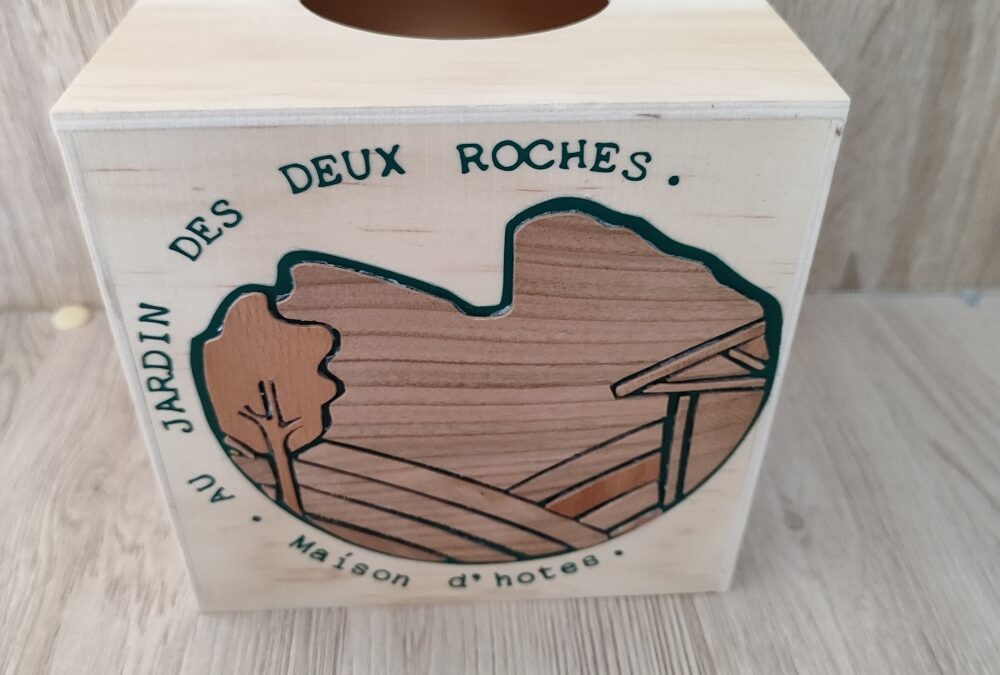 AU JARDIN DES DEUX ROCHES.
. Maison d'hotes.